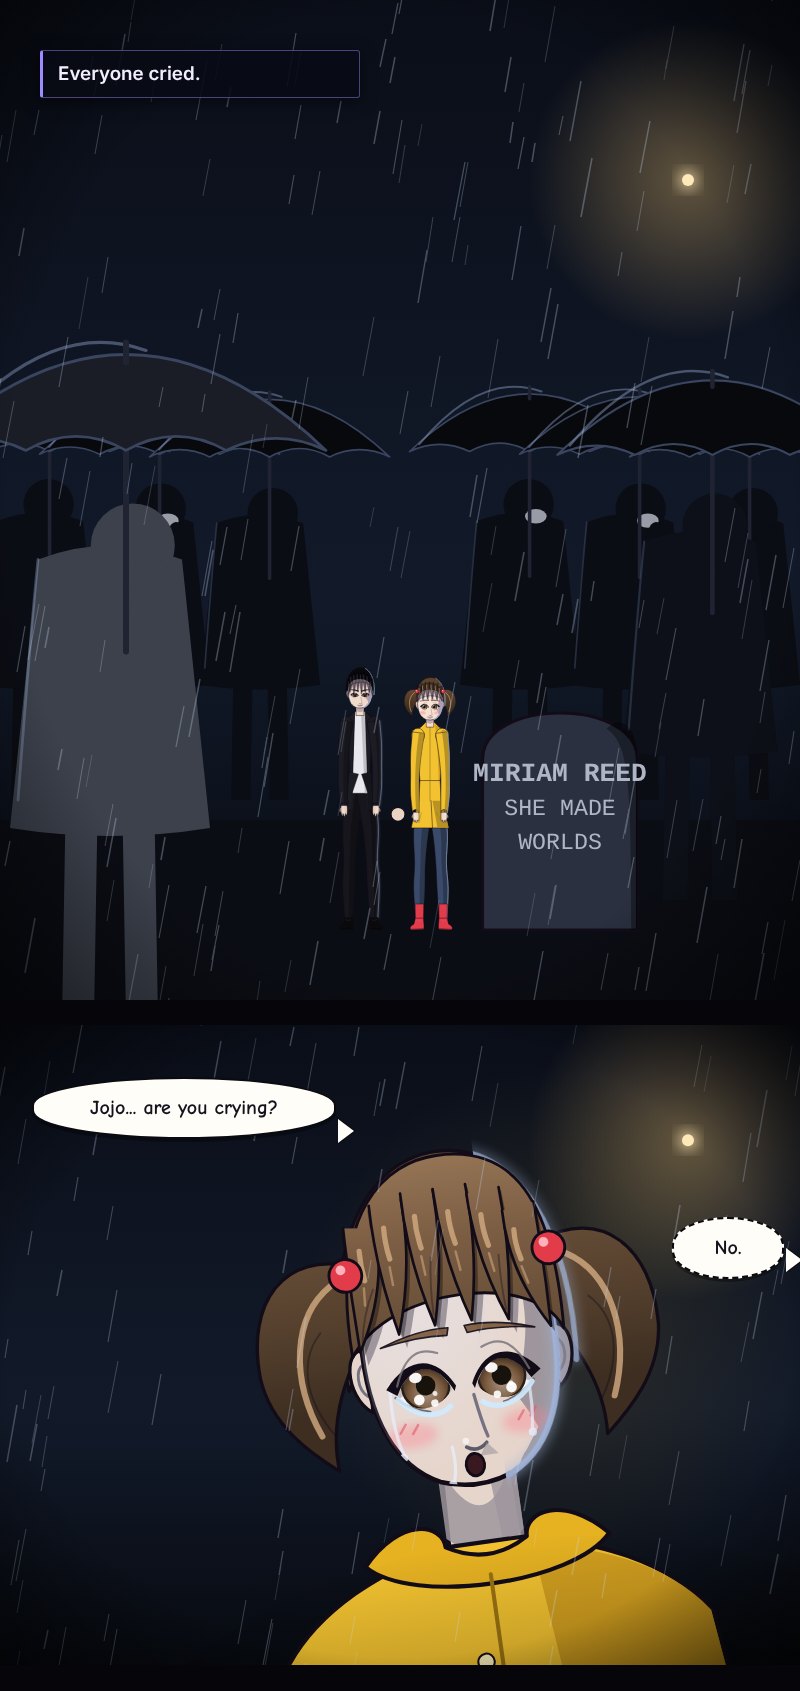 Everyone cried.
MIRIAM REED
SHE MADE
WORLDS
Jojo... are you crying?
No.